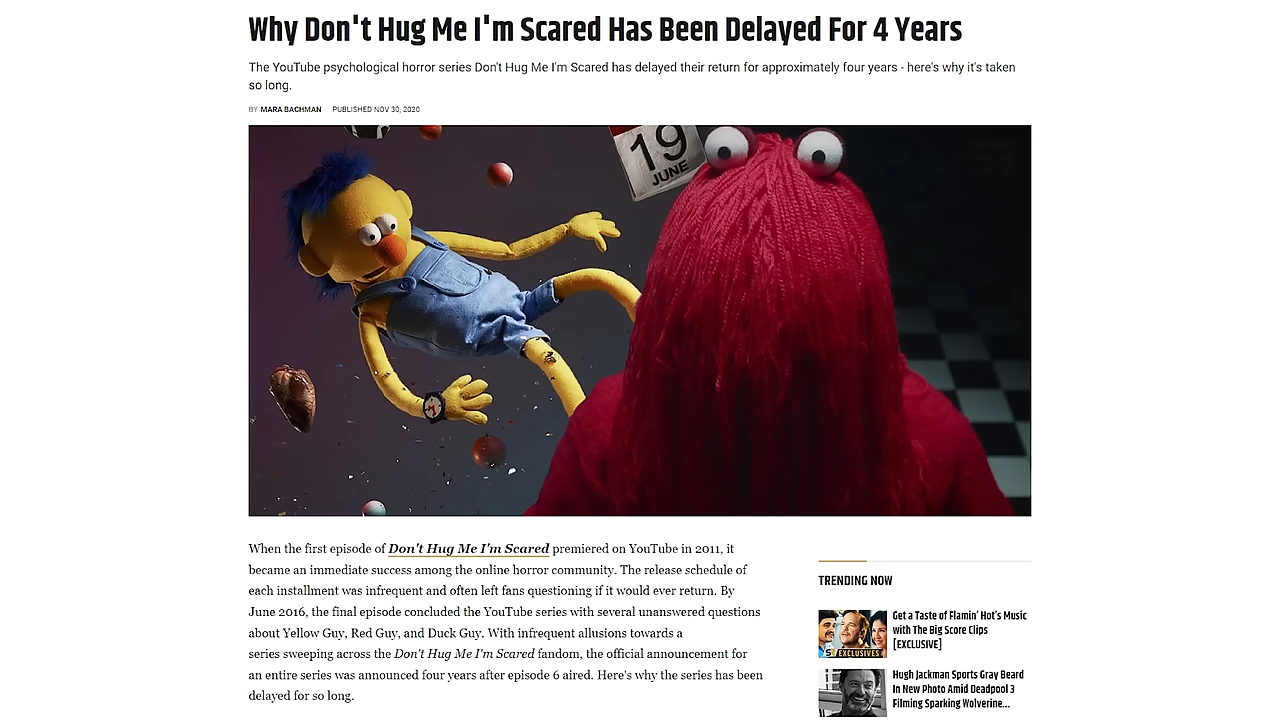 Why Don't Hug Me I'm Scared Has Been Delayed For 4 Years
The YouTube psychological horror series Don't Hug Me I'm Scared has delayed their return for approximately four years - here's why it's taken
so long.
BY MARA BACHMAN PUBLISHED NOV 30, 2020
19
JUNE
SR
When the first episode of Don't Hug Me I'm Scared premiered on YouTube in 2011, it
became an immediate success among the online horror community. The release schedule of
each installment was infrequent and often left fans questioning if it would ever return. By
June 2016, the final episode concluded the YouTube series with several unanswered questions
about Yellow Guy, Red Guy, and Duck Guy. With infrequent allusions towards a
series sweeping across the Don't Hug Me I'm Scared fandom, the official announcement for
an entire series was announced four years after episode 6 aired. Here's why the series has been
delayed for so long.
TRENDING NOW
Get a Taste of Flamin' Hot's Music
with The Big Score Clips
[EXCLUSIVE]
EXCLUSIVES
Hugh Jackman Sports Gray Beard
In New Photo Amid Deadpool 3
Filming Sparking Wolverine...